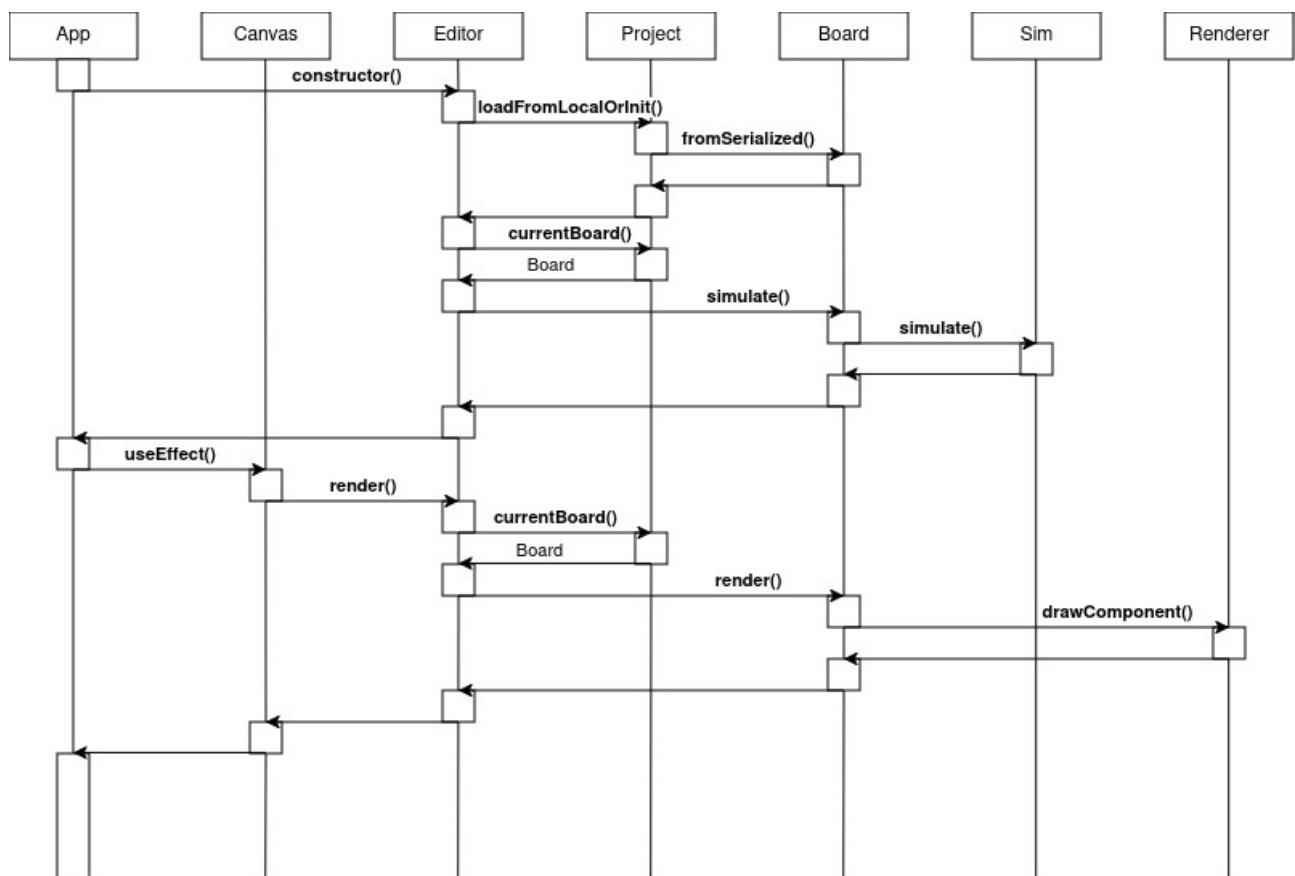 App
Canvas
Editor
Project
Board
Sim
Renderer
constructor()
loadFromLocalOrInit()
fromSerialized()
currentBoard()
Board
simulate()
simulate()
useEffect()
render()
currentBoard()
Board
render()
drawComponent()